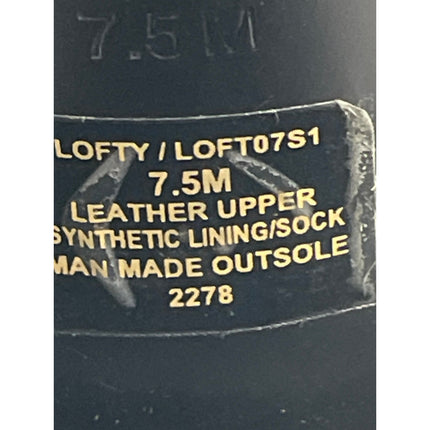 7.5M
LOFTY / LOFT07S1
7.5M
LEATHER UPPER
SYNTHETIC LINING/SOCK
MAN MADE OUTSOLE
2278